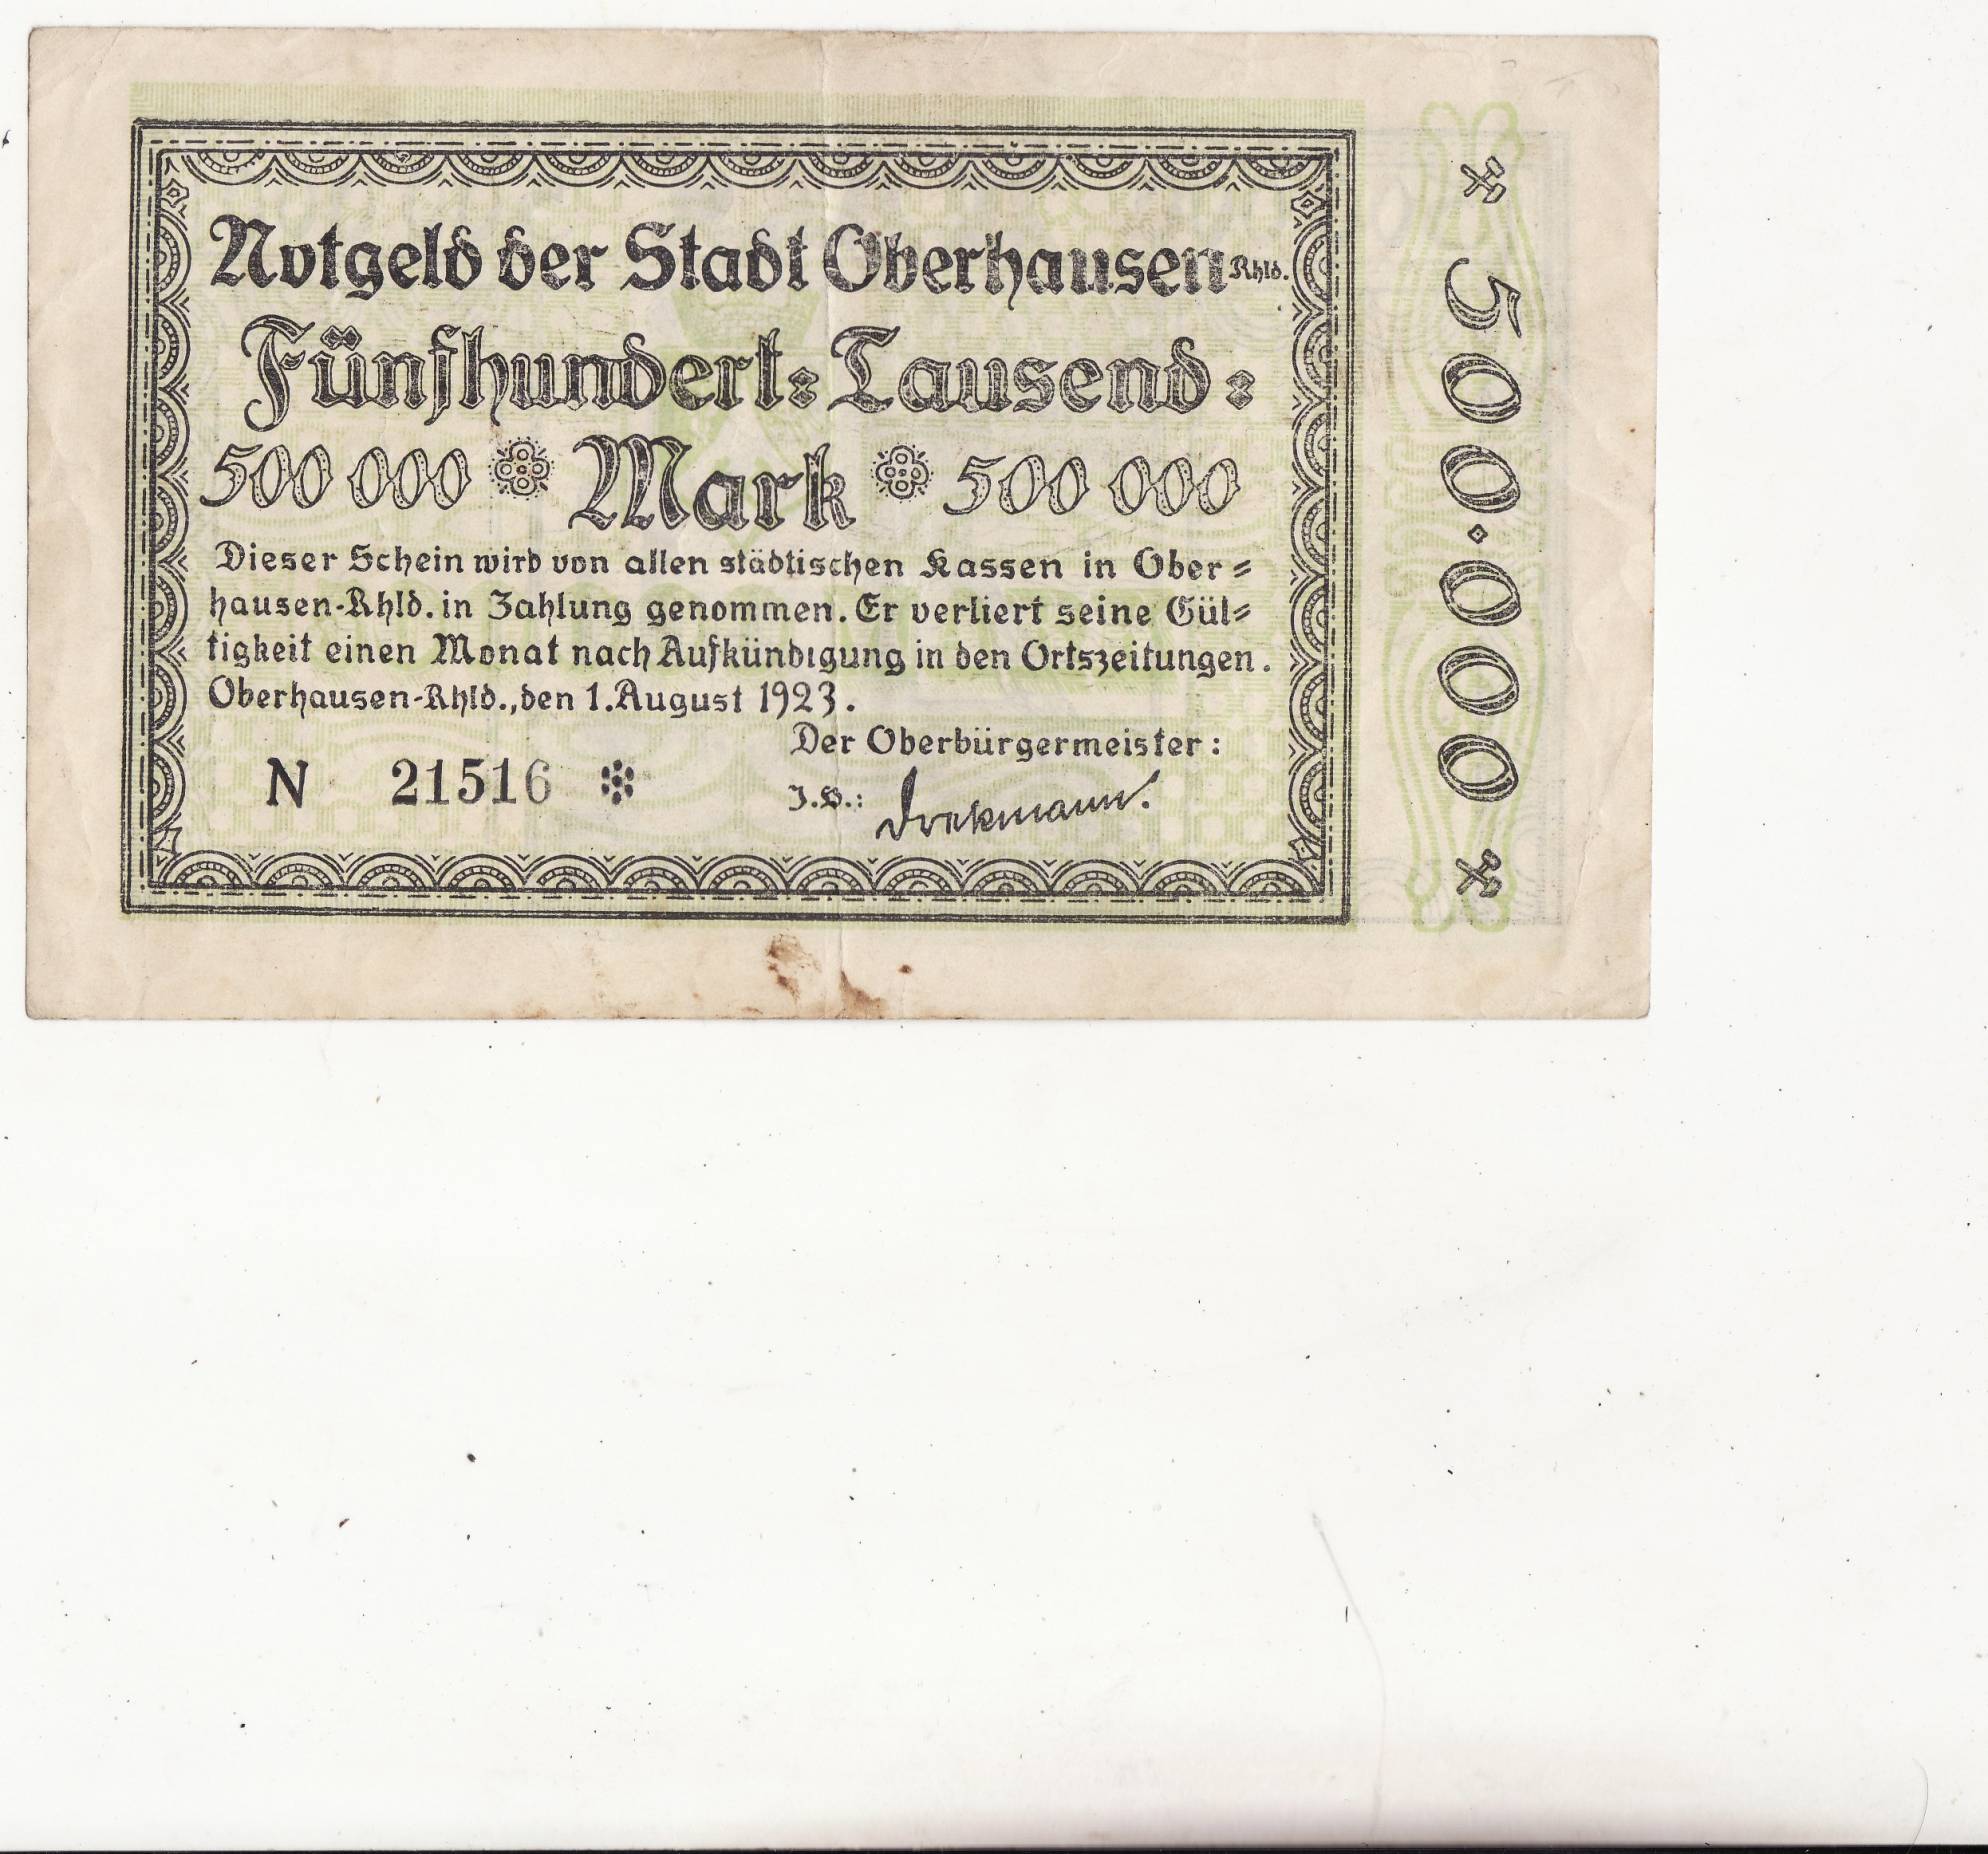 Notgeld der Stadt Oberhausen Rhld.
Fünfhundert=Tausend=
500 000 Mark 500 000
Dieser Schein wird von allen städtischen Kassen in Ober=
hausen-Rhld. in Zahlung genommen. Er verliert seine Gül=
tigkeit einen Monat nach Aufkündigung in den Ortszeitungen.
Oberhausen-Rhld., den 1. August 1923.
Der Oberbürgermeister:
N 21516
J.V.:
500·000